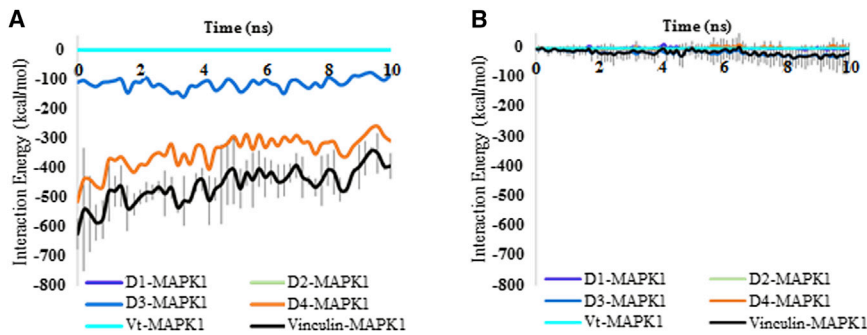 A
Time (ns)
0
0 2 4 6 8 10
-100
-200
-300
-400
-500
-600
-700
-800
Interaction Energy (kcal/mol)
D1-MAPK1 D2-MAPK1
D3-MAPK1 D4-MAPK1
Vt-MAPK1 Vinculin-MAPK1
B
Time (ns)
0
0 2 4 6 8 10
-100
-200
-300
-400
-500
-600
-700
-800
Interaction Energy (kcal/mol)
D1-MAPK1 D2-MAPK1
D3-MAPK1 D4-MAPK1
Vt-MAPK1 Vinculin-MAPK1